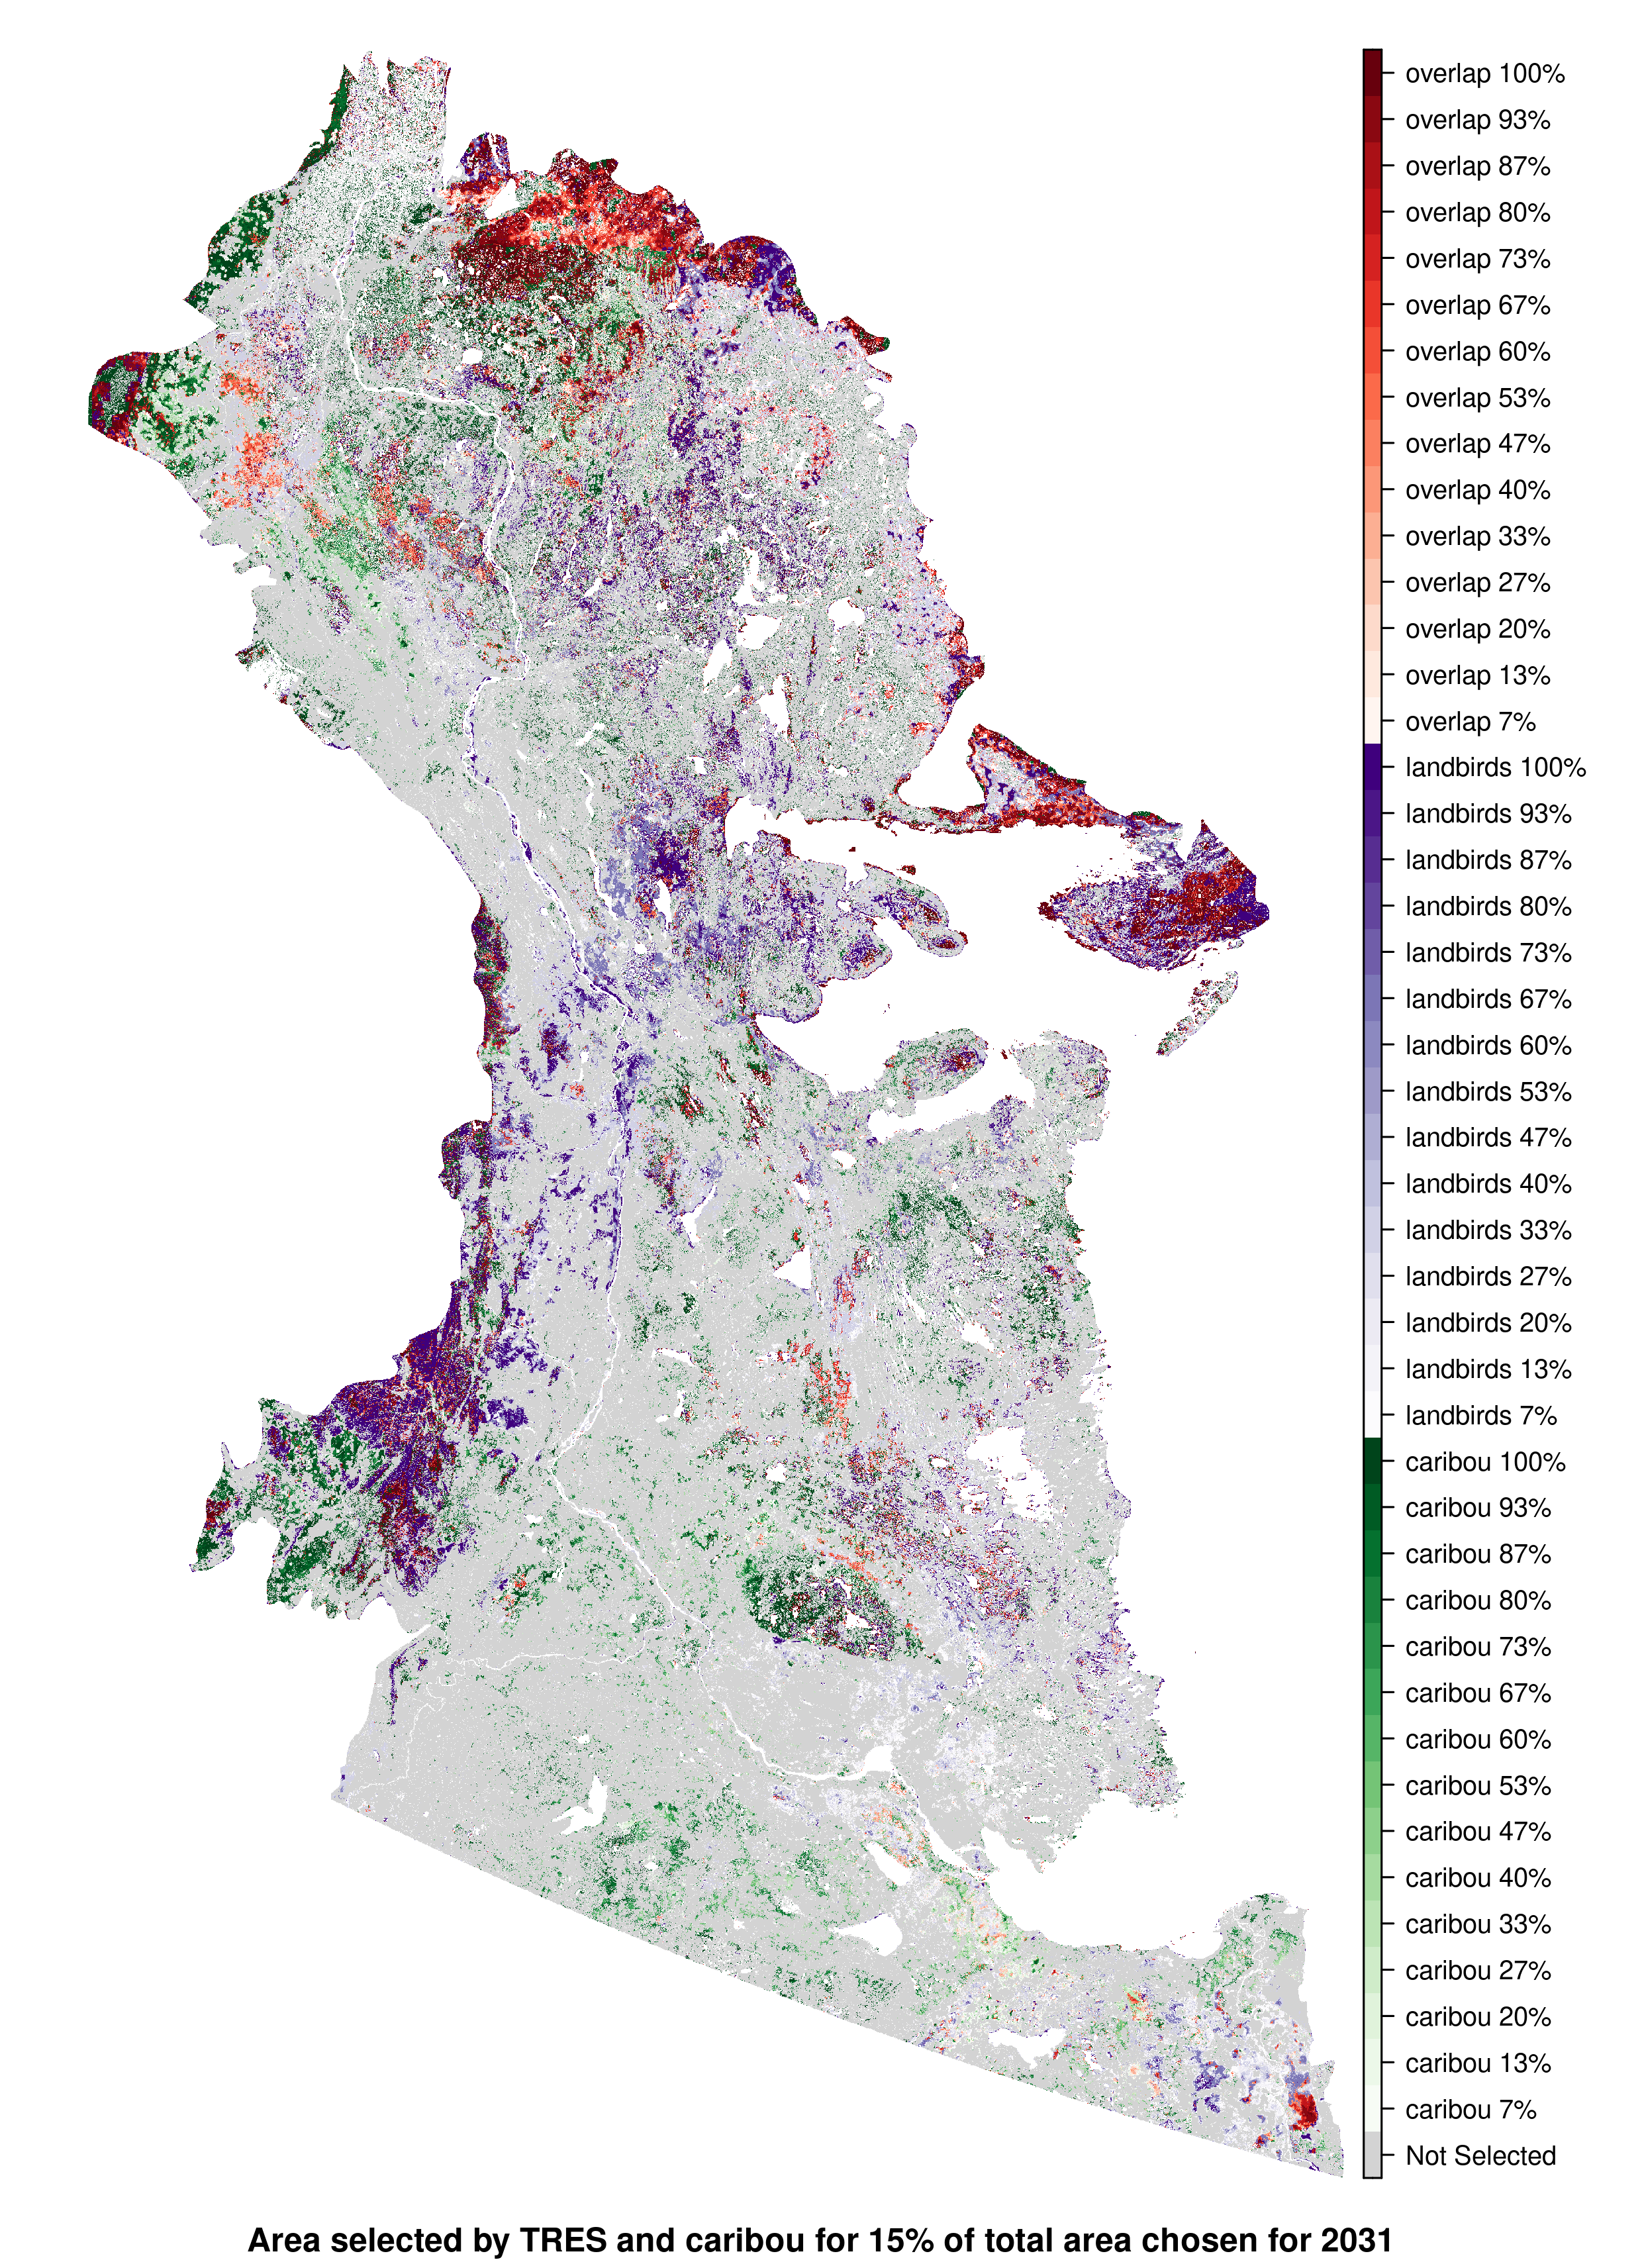 overlap 100%
overlap 93%
overlap 87%
overlap 80%
overlap 73%
overlap 67%
overlap 60%
overlap 53%
overlap 47%
overlap 40%
overlap 33%
overlap 27%
overlap 20%
overlap 13%
overlap 7%
landbirds 100%
landbirds 93%
landbirds 87%
landbirds 80%
landbirds 73%
landbirds 67%
landbirds 60%
landbirds 53%
landbirds 47%
landbirds 40%
landbirds 33%
landbirds 27%
landbirds 20%
landbirds 13%
landbirds 7%
caribou 100%
caribou 93%
caribou 87%
caribou 80%
caribou 73%
caribou 67%
caribou 60%
caribou 53%
caribou 47%
caribou 40%
caribou 33%
caribou 27%
caribou 20%
caribou 13%
caribou 7%
Not Selected
Area selected by TRES and caribou for 15% of total area chosen for 2031